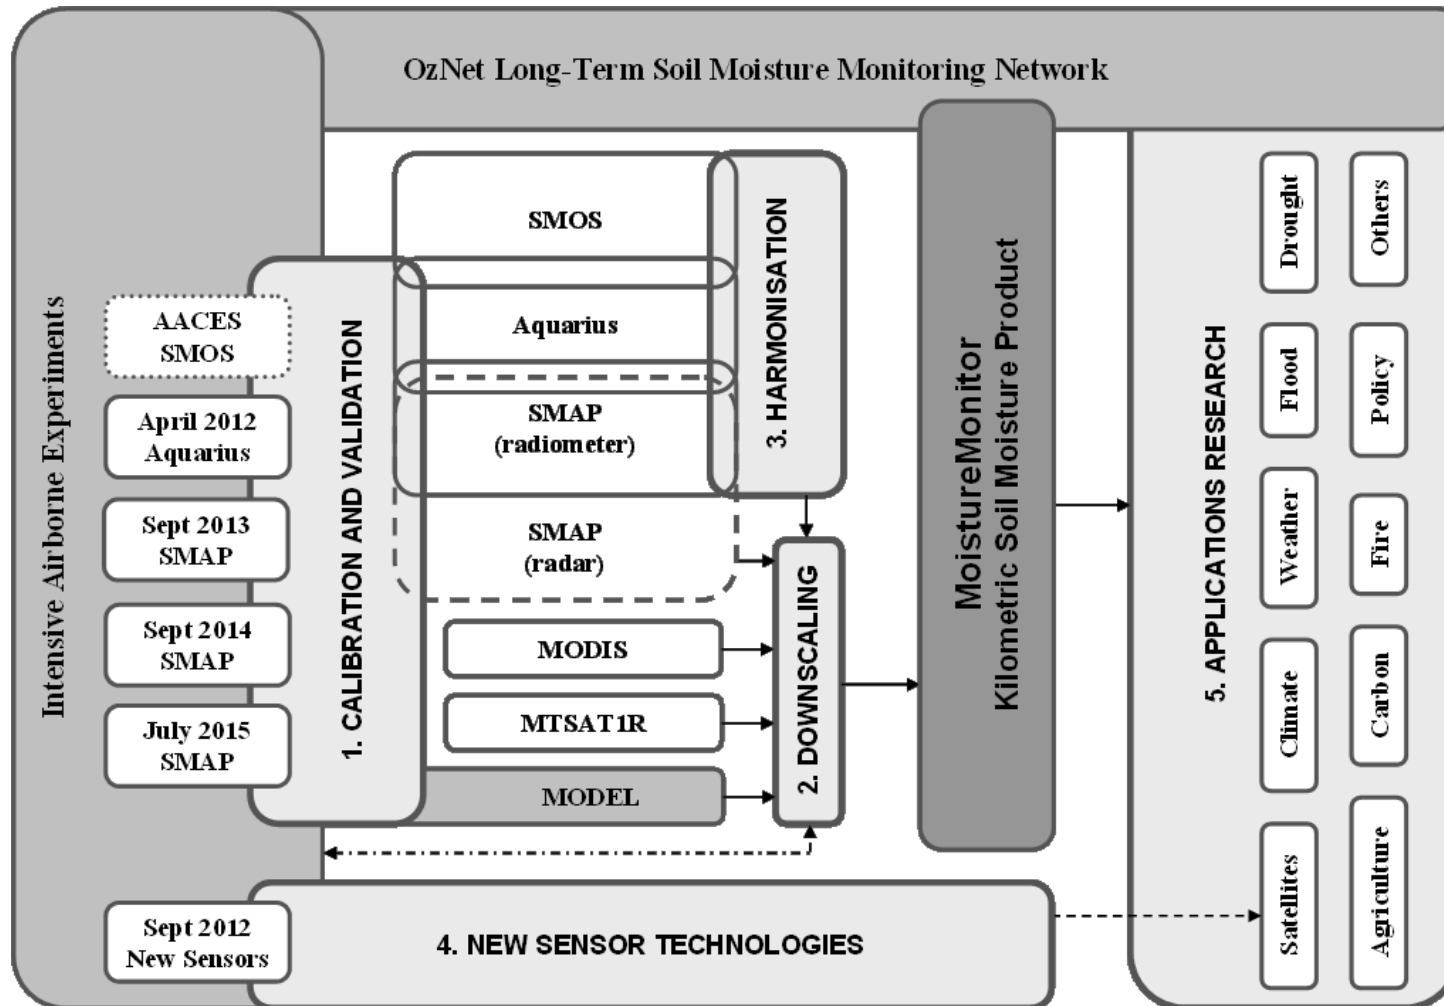 OzNet Long-Term Soil Moisture Monitoring Network
Intensive Airborne Experiments
AACES
SMOS
April 2012
Aquarius
Sept 2013
SMAP
Sept 2014
SMAP
July 2015
SMAP
Sept 2012
New Sensors
1. CALIBRATION AND VALIDATION
SMOS
Aquarius
SMAP
(radiometer)
SMAP
(radar)
MODIS
MTSAT1R
MODEL
3. HARMONISATION
2. DOWNSCALING
MoistureMonitor
Kilometric Soil Moisture Product
4. NEW SENSOR TECHNOLOGIES
5. APPLICATIONS RESEARCH
Drought
Flood
Weather
Climate
Satellites
Others
Policy
Fire
Carbon
Agriculture